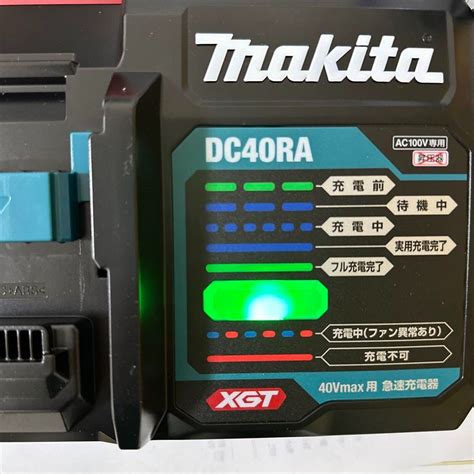 makita
DC40RA
AC100V専用
昇圧器
充電前
待機中
充電中
実用充電完了
フル充電完了
充電中(ファン異常あり)
充電不可
XGT
40Vmax用 急速充電器